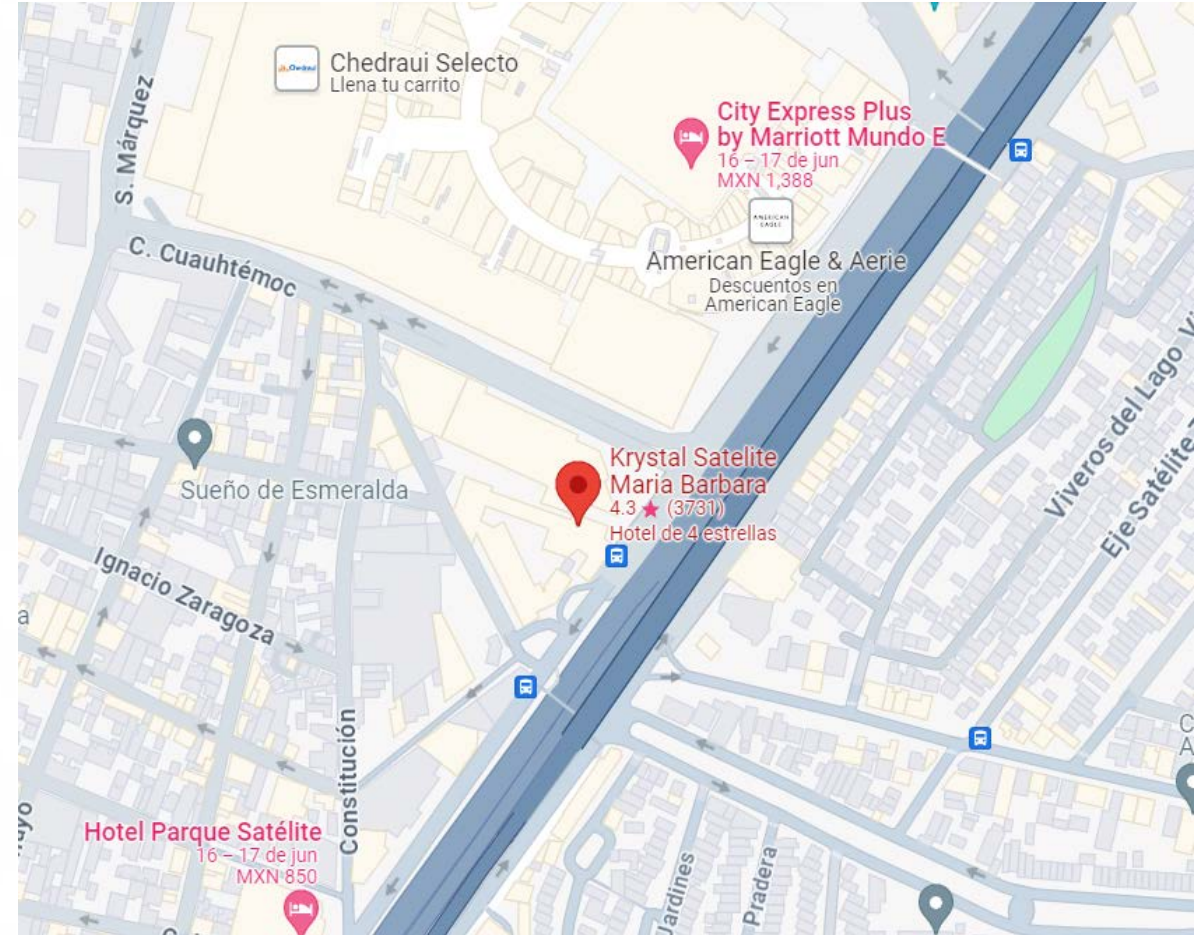 Chedraui
Chedraui Selecto
Llena tu carrito
S. Márquez
City Express Plus
by Marriott Mundo E
16 – 17 de jun
MXN 1,388
AMERICAN
EAGLE
American Eagle & Aerie
Descuentos en
American Eagle
C. Cuauhtémoc
Viveros del Lago
Eje Satélite
Krystal Satelite
Maria Barbara
4.3 ★ (3731)
Hotel de 4 estrellas
Sueño de Esmeralda
Ignacio Zaragoza
a
Constitución
Hotel Parque Satélite
16 – 17 de jun
MXN 850
Jardines
Pradera
C
A